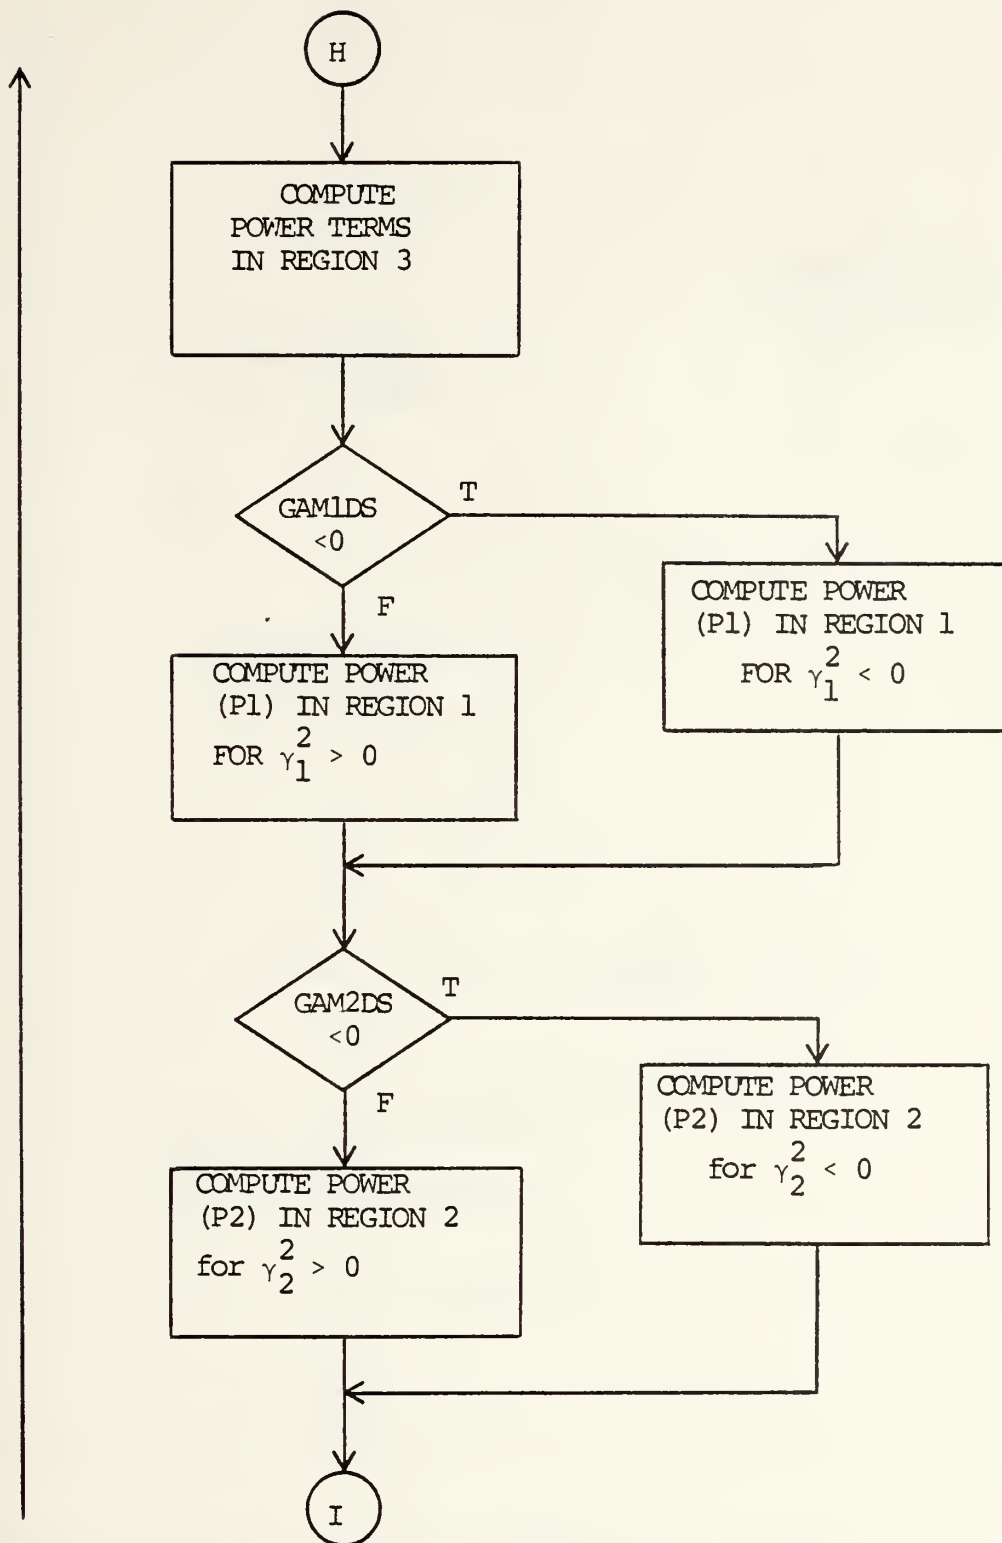 H
COMPUTE
POWER TERMS
IN REGION 3
GAM1DS
<0
T
F
COMPUTE POWER
(P1) IN REGION 1
FOR γ₁² < 0
COMPUTE POWER
(P1) IN REGION 1
FOR γ₁² > 0
GAM2DS
<0
T
F
COMPUTE POWER
(P2) IN REGION 2
for γ₂² < 0
COMPUTE POWER
(P2) IN REGION 2
for γ₂² > 0
I